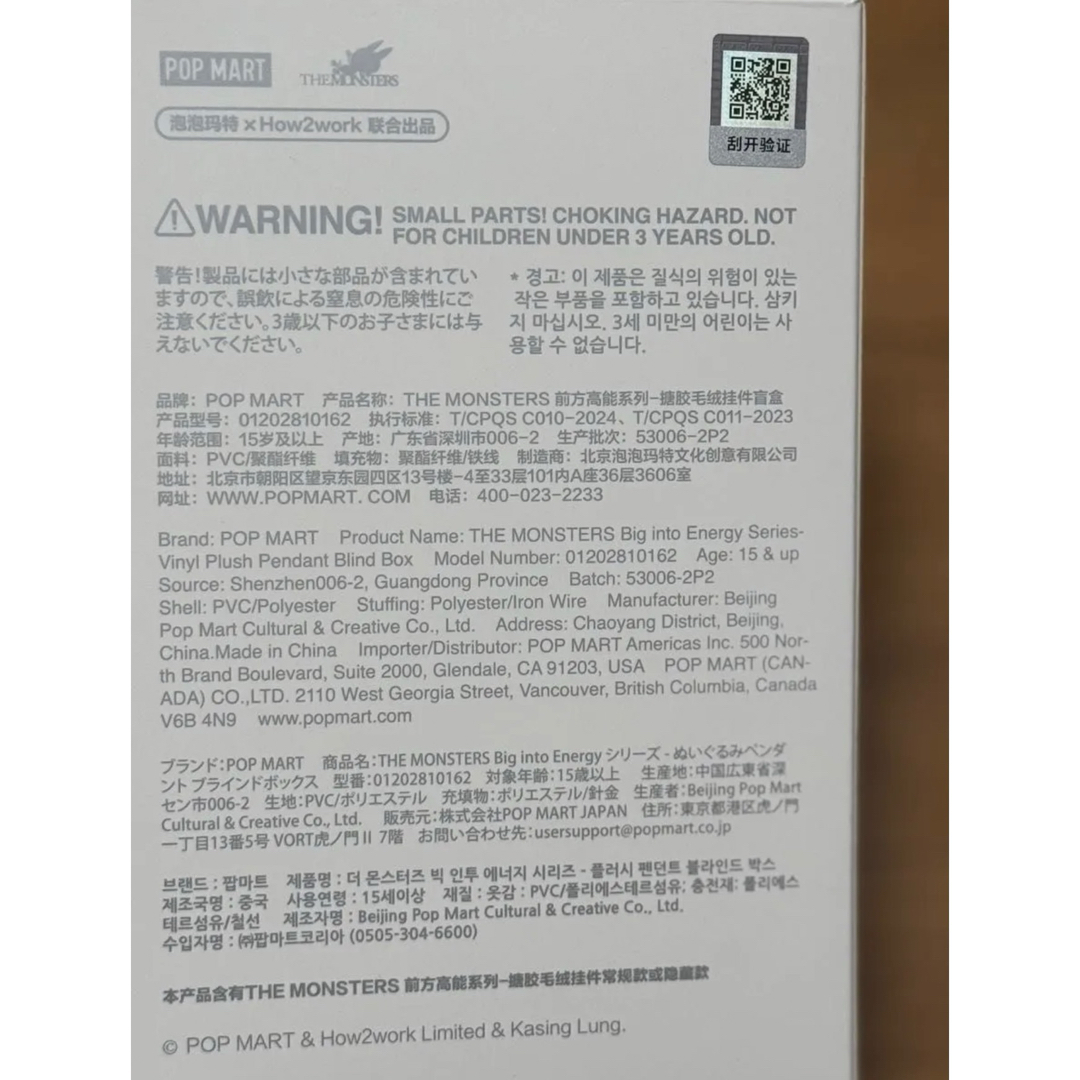 POP MART THE MONSTERS
泡泡玛特×How2work 联合出品
刮开验证
WARNING! SMALL PARTS! CHOKING HAZARD. NOT
FOR CHILDREN UNDER 3 YEARS OLD.
警告!製品には小さな部品が含まれてい
ますので、誤飲による窒息の危険性にご
注意ください。3歳以下のお子さまには与
えないでください。
* 경고: 이 제품은 질식의 위험이 있는
작은 부품을 포함하고 있습니다. 삼키
지 마십시오. 3세 미만의 어린이는 사
용할 수 없습니다.
品牌: POP MART 产品名称: THE MONSTERS 前方高能系列-搪胶毛绒挂件盲盒
产品型号: 01202810162 执行标准: T/CPQS C010-2024、T/CPQS C011-2023
年龄范围: 15岁及以上 产地: 广东省深圳市006-2 生产批次: 53006-2P2
面料: PVC/聚酯纤维 填充物: 聚酯纤维/铁线 制造商: 北京泡泡玛特文化创意有限公司
地址: 北京市朝阳区望京东园四区13号楼-4至33层101内A座36层3606室
网址: WWW.POPMART. COM 电话: 400-023-2233
Brand: POP MART Product Name: THE MONSTERS Big into Energy Series-
Vinyl Plush Pendant Blind Box Model Number: 01202810162 Age: 15 & up
Source: Shenzhen006-2, Guangdong Province Batch: 53006-2P2
Shell: PVC/Polyester Stuffing: Polyester/Iron Wire Manufacturer: Beijing
Pop Mart Cultural & Creative Co., Ltd. Address: Chaoyang District, Beijing,
China.Made in China Importer/Distributor: POP MART Americas Inc. 500 Nor-
th Brand Boulevard, Suite 2000, Glendale, CA 91203, USA POP MART (CAN-
ADA) CO.,LTD. 2110 West Georgia Street, Vancouver, British Columbia, Canada
V6B 4N9 www.popmart.com
ブランド:POP MART 商品名:THE MONSTERS Big into Energy シリーズ - ぬいぐるみペンダ
ント ブラインドボックス 型番:01202810162 対象年齢:15歳以上 生産地:中国広東省深
セン市006-2 生地:PVC/ポリエステル 充填物:ポリエステル/針金 生産者:Beijing Pop Mart
Cultural & Creative Co., Ltd. 販売元:株式会社POP MART JAPAN 住所:東京都港区虎ノ門
一丁目13番5号 VORT虎ノ門Ⅱ 7階 お問い合わせ先:usersupport@popmart.co.jp
브랜드 : 팝마트 제품명 : 더 몬스터즈 빅 인투 에너지 시리즈 - 플러시 펜던트 블라인드 박스
제조국명 : 중국 사용연령 : 15세이상 재질 : 옷감 : PVC/폴리에스테르섬유; 충전재: 폴리에스
테르섬유/철선 제조자명 : Beijing Pop Mart Cultural & Creative Co., Ltd.
수입자명 : ㈜팝마트코리아 (0505-304-6600)
本产品含有THE MONSTERS 前方高能系列-搪胶毛绒挂件常规款或隐藏款
© POP MART & How2work Limited & Kasing Lung.